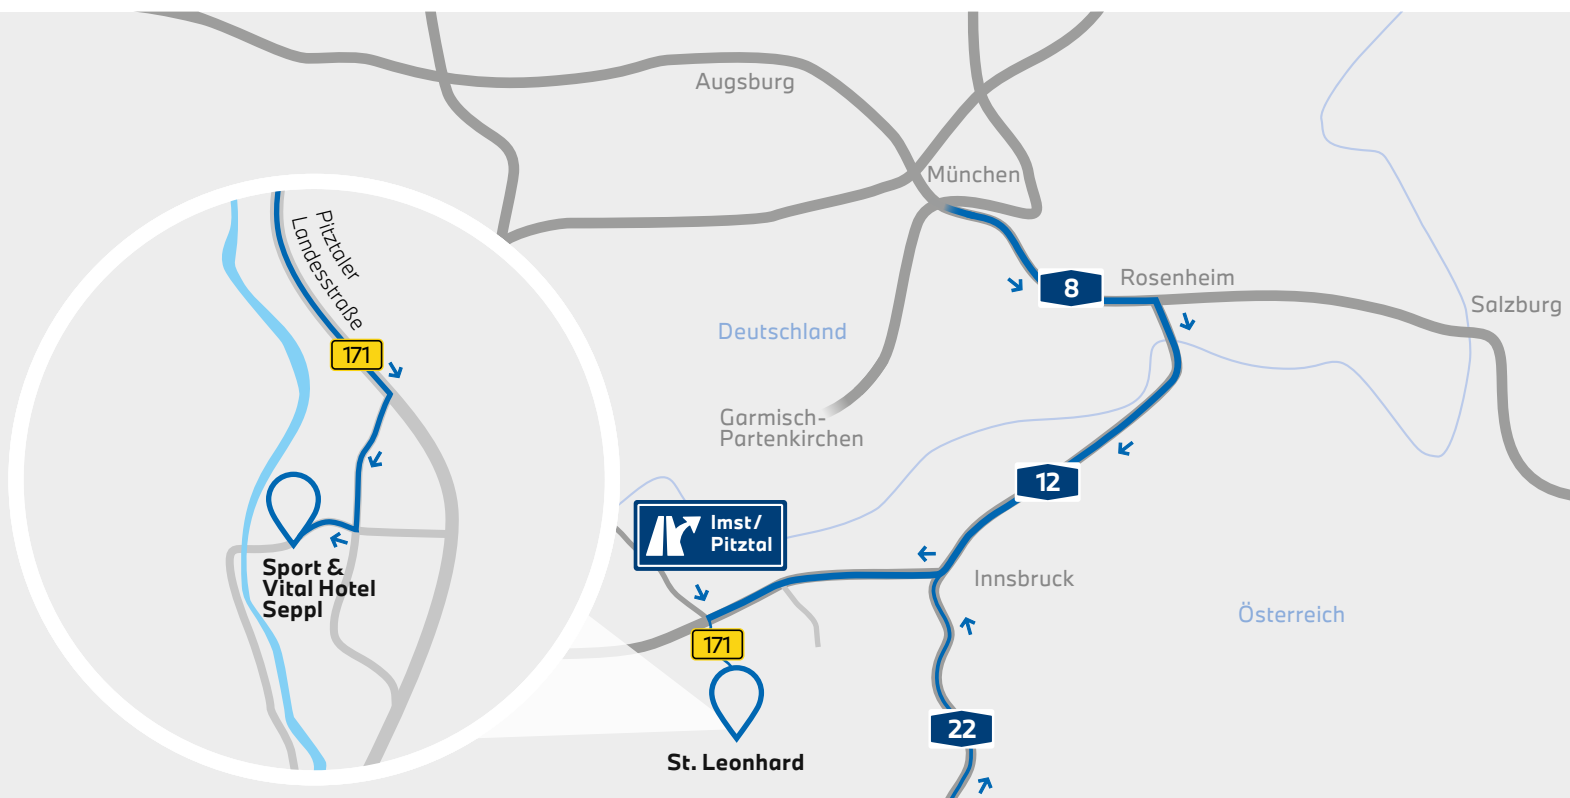 Augsburg
München
Pitztaler
Landesstraße
Rosenheim
8
Salzburg
Deutschland
171
Garmisch-
Partenkirchen
12
Imst/
Pitztal
Sport &
Vital Hotel
Seppl
Innsbruck
Österreich
171
22
St. Leonhard